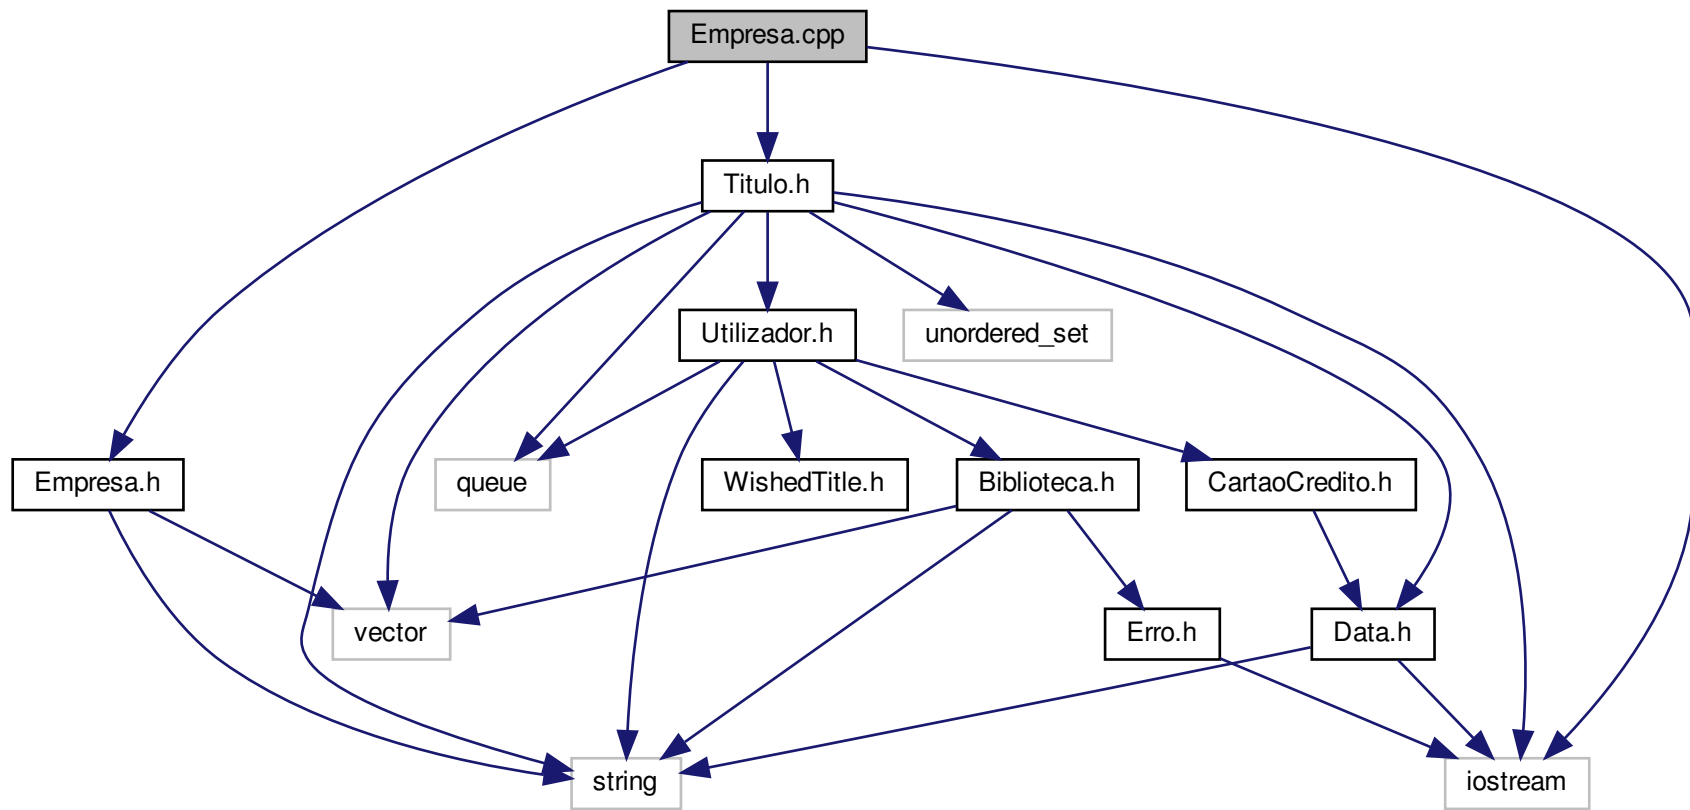 Empresa.cpp
Titulo.h
Utilizador.h
unordered_set
Empresa.h
queue
WishedTitle.h
Biblioteca.h
CartaoCredito.h
vector
Erro.h
Data.h
string
iostream